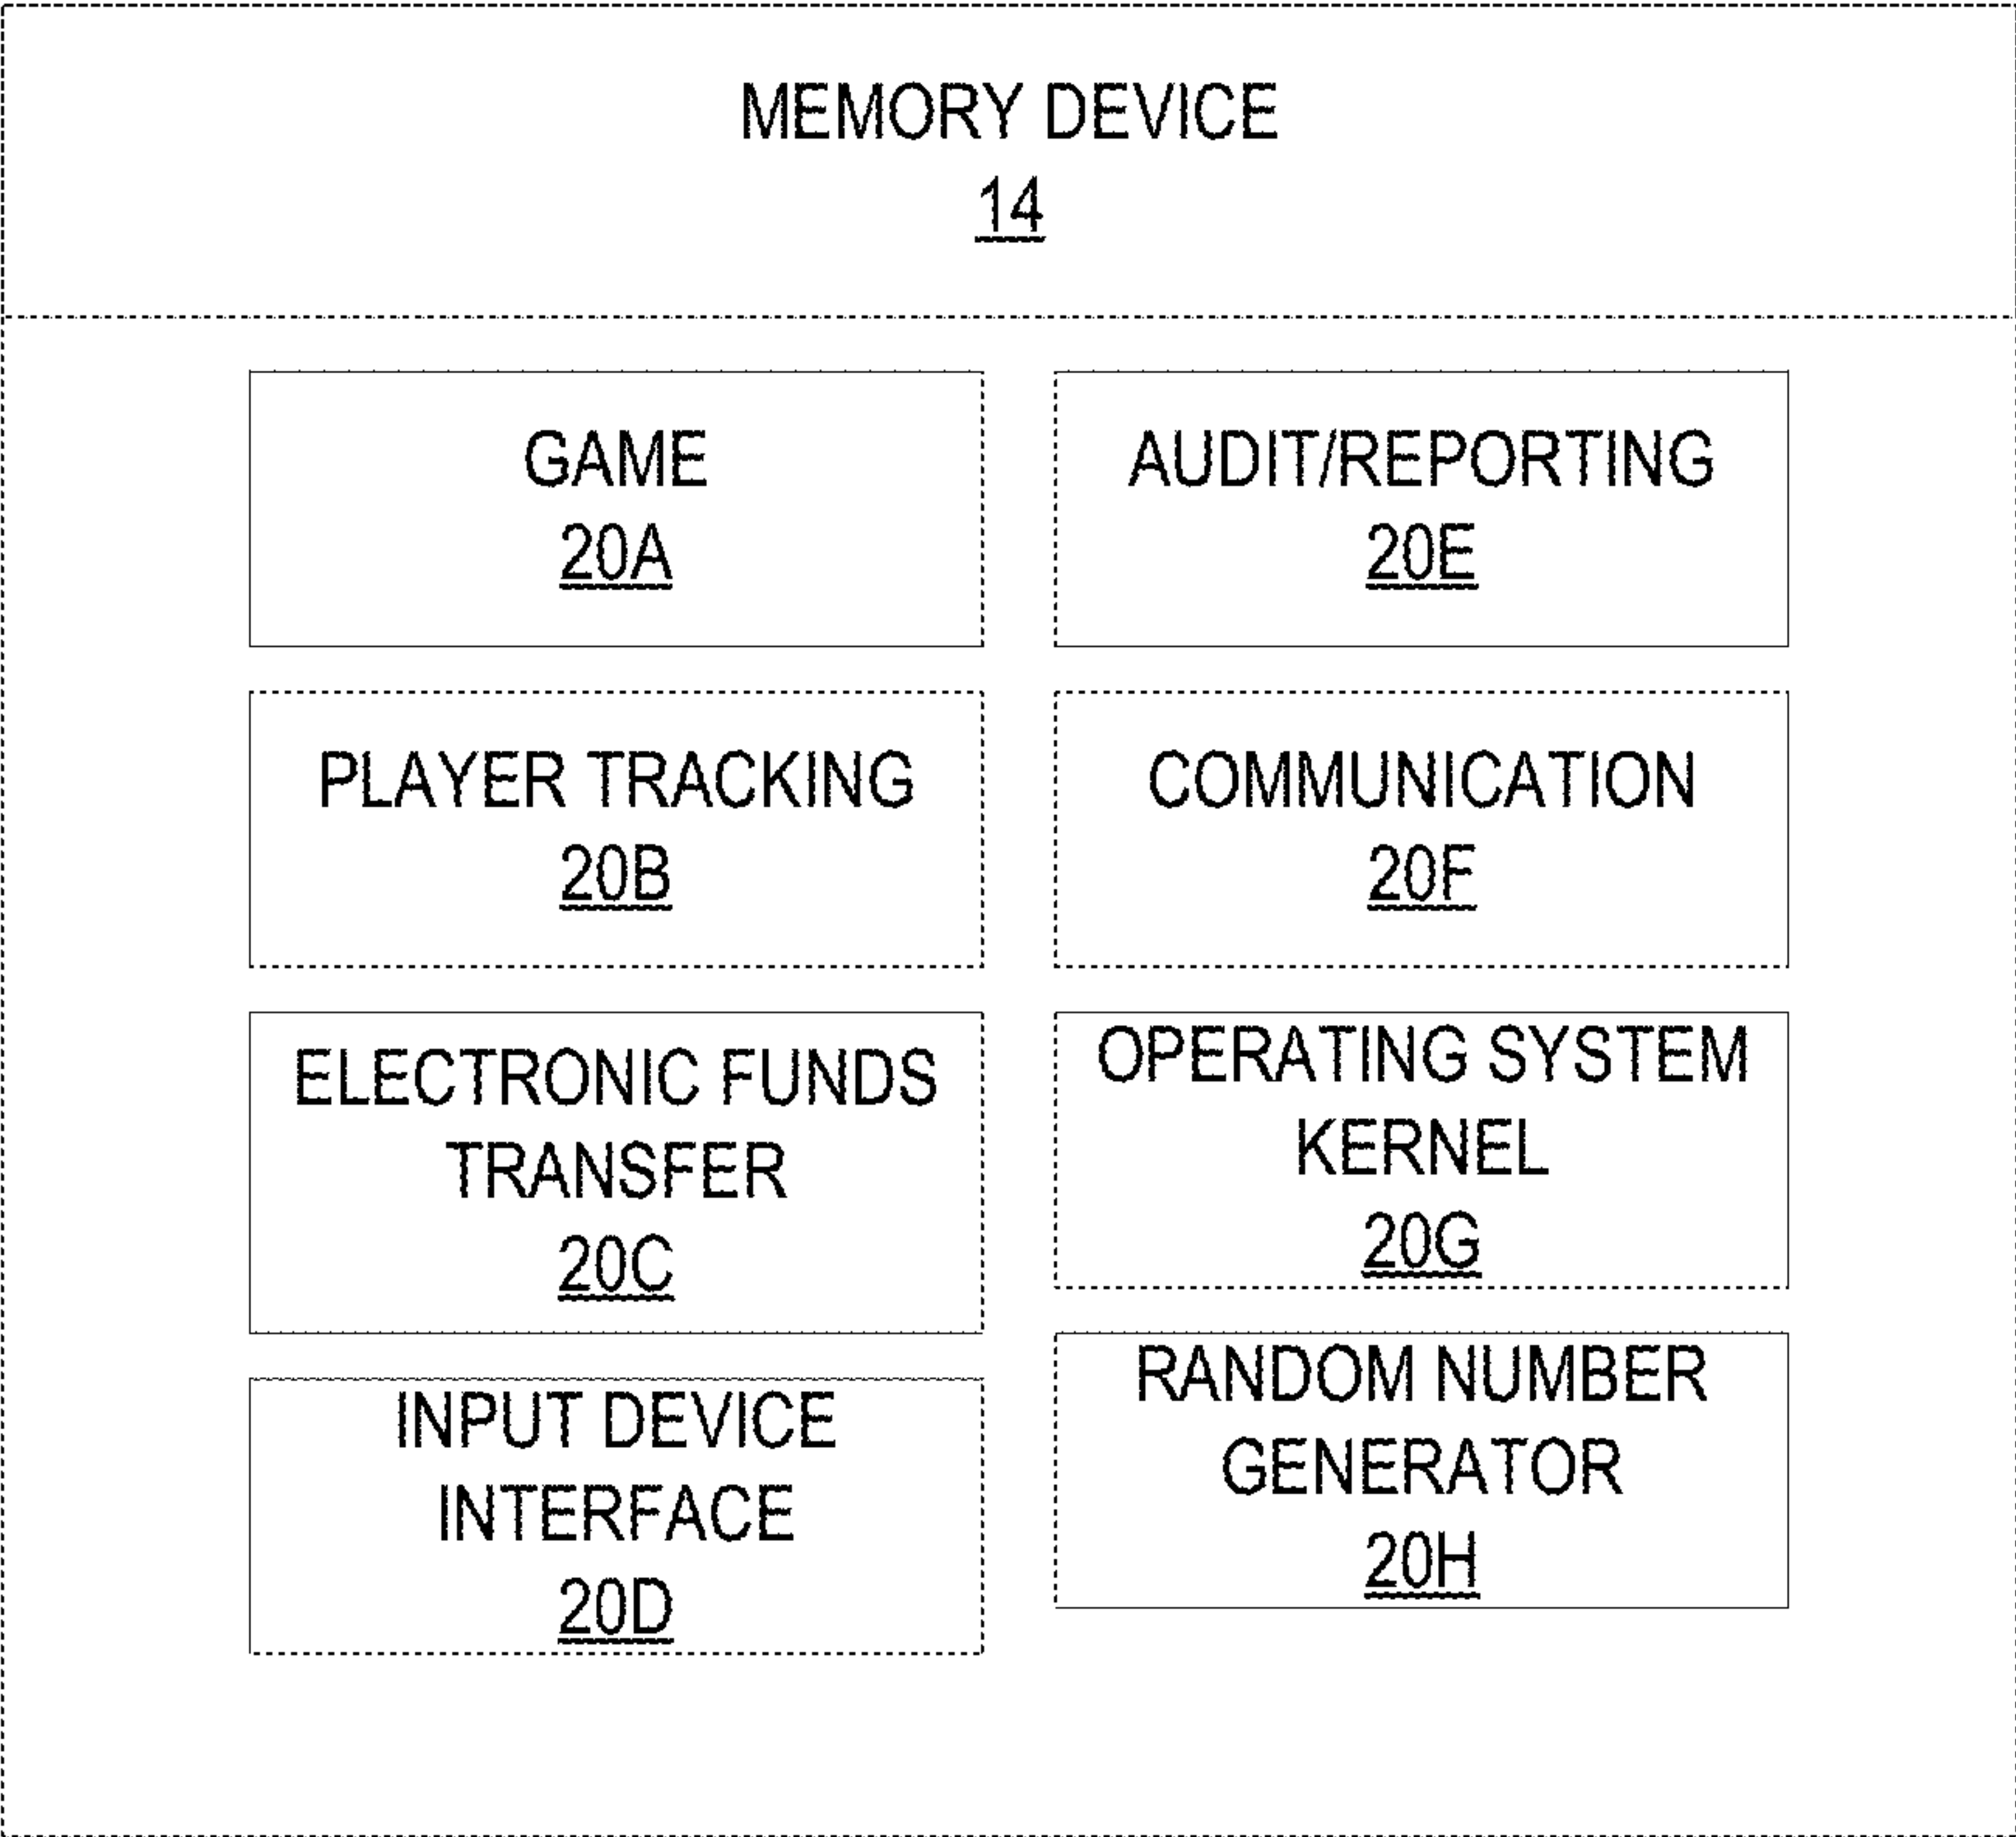 MEMORY DEVICE
14
GAME
20A
PLAYER TRACKING
20B
ELECTRONIC FUNDS
TRANSFER
20C
INPUT DEVICE
INTERFACE
20D
AUDIT/REPORTING
20E
COMMUNICATION
20F
OPERATING SYSTEM
KERNEL
20G
RANDOM NUMBER
GENERATOR
20H